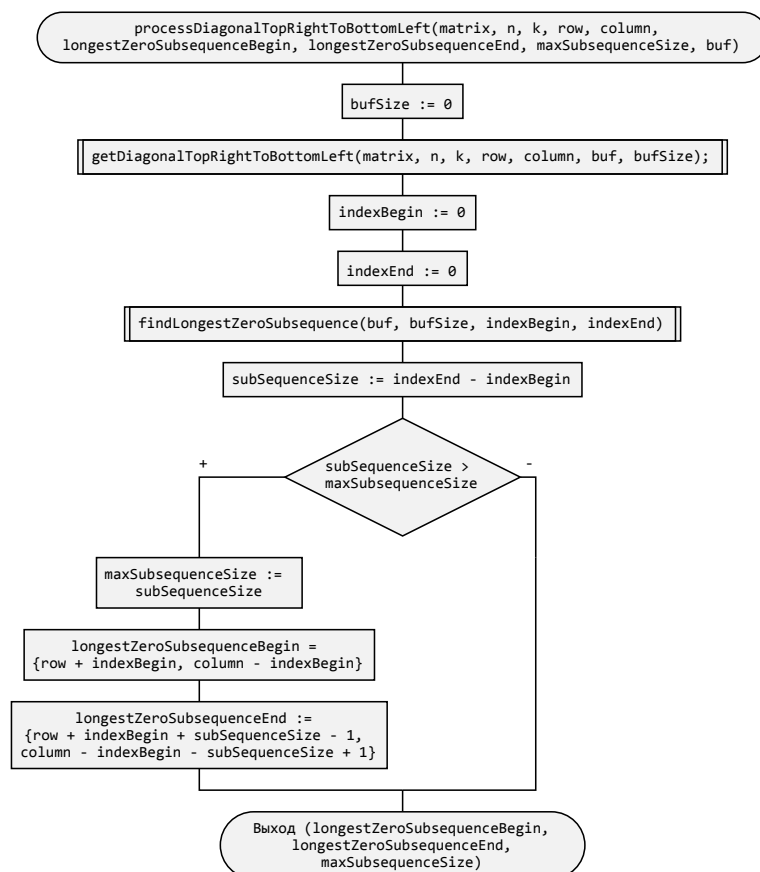 processDiagonalTopRightToBottomLeft(matrix, n, k, row, column,
longestZeroSubsequenceBegin, longestZeroSubsequenceEnd, maxSubsequenceSize, buf)
bufSize := 0
getDiagonalTopRightToBottomLeft(matrix, n, k, row, column, buf, bufSize);
indexBegin := 0
indexEnd := 0
findLongestZeroSubsequence(buf, bufSize, indexBegin, indexEnd)
subSequenceSize := indexEnd - indexBegin
+
subSequenceSize >
maxSubsequenceSize
-
maxSubsequenceSize :=
subSequenceSize
longestZeroSubsequenceBegin =
{row + indexBegin, column - indexBegin}
longestZeroSubsequenceEnd :=
{row + indexBegin + subSequenceSize - 1,
column - indexBegin - subSequenceSize + 1}
Выход (longestZeroSubsequenceBegin,
longestZeroSubsequenceEnd,
maxSubsequenceSize)